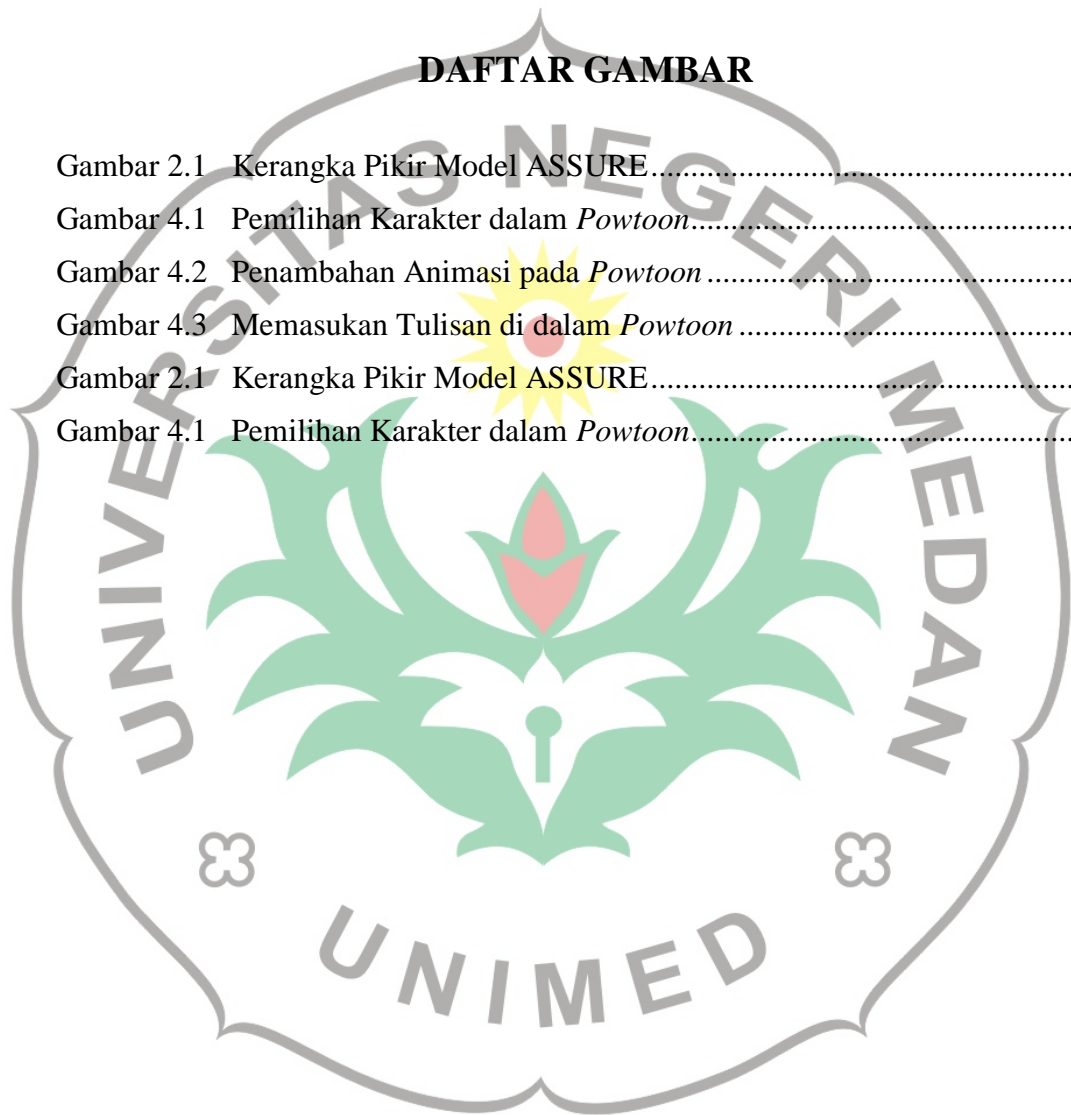 DAFTAR GAMBAR
Gambar 2.1 Kerangka Pikir Model ASSURE................................................
Gambar 4.1 Pemilihan Karakter dalam Powtoon...........................................
Gambar 4.2 Penambahan Animasi pada Powtoon.........................................
Gambar 4.3 Memasukan Tulisan di dalam Powtoon.....................................
Gambar 2.1 Kerangka Pikir Model ASSURE................................................
Gambar 4.1 Pemilihan Karakter dalam Powtoon...........................................
UNIVERSITAS NEGERI MEDAN
UNIMED